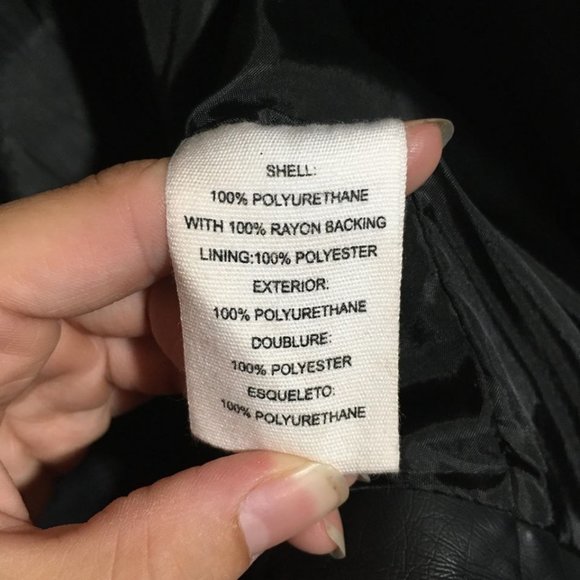 SHELL:
100% POLYURETHANE
WITH 100% RAYON BACKING
LINING:100% POLYESTER
EXTERIOR:
100% POLYURETHANE
DOUBLURE:
100% POLYESTER
ESQUELETO:
100% POLYURETHANE